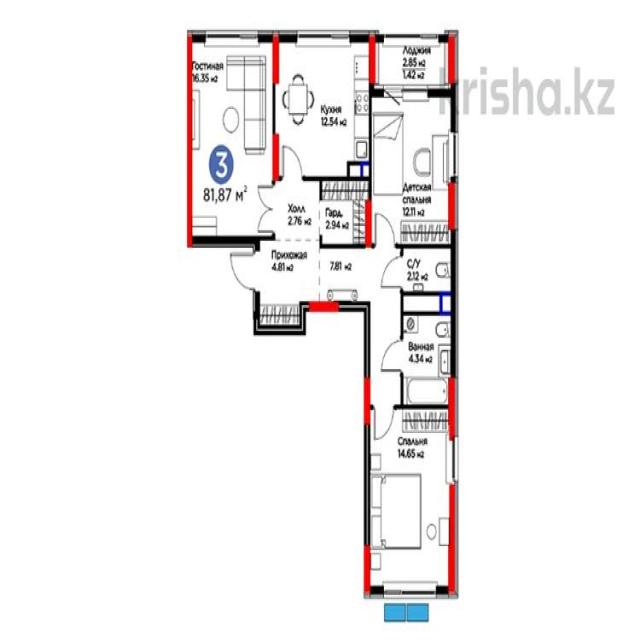 Гостиная
16.35 м2
Кухня
12.54 м2
Лоджия
2.85 м2
1.42 м2
krisha.kz
3
81,87 м2
Детская
спальня
12.11 м2
Холл
2.76 м2
Гард.
2.94 м2
Прихожая
4.81 м2
7.81 м2
С/У
2.12 м2
Ванная
4.34 м2
Спальня
14.65 м2